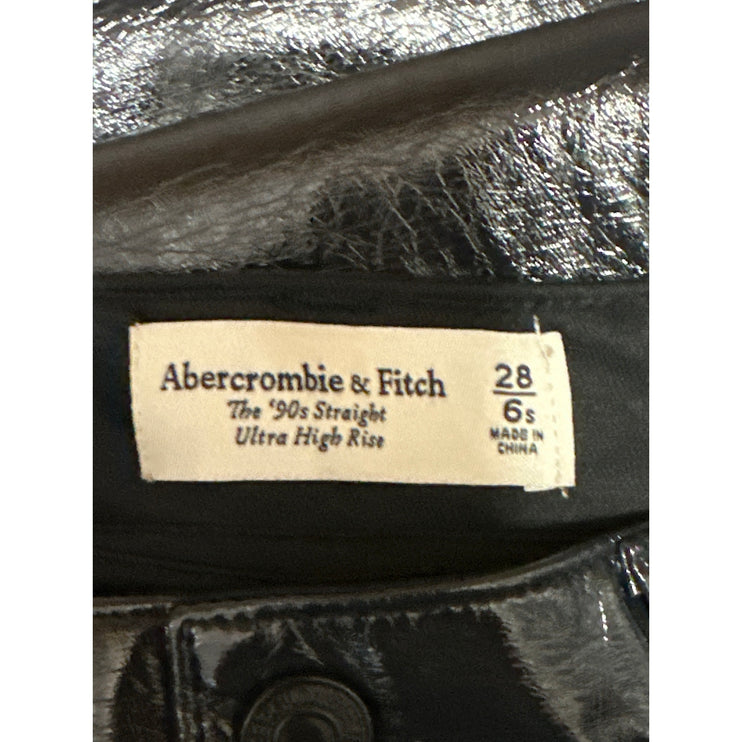 Abercrombie & Fitch
The '90s Straight
Ultra High Rise
28
6s
MADE IN
CHINA